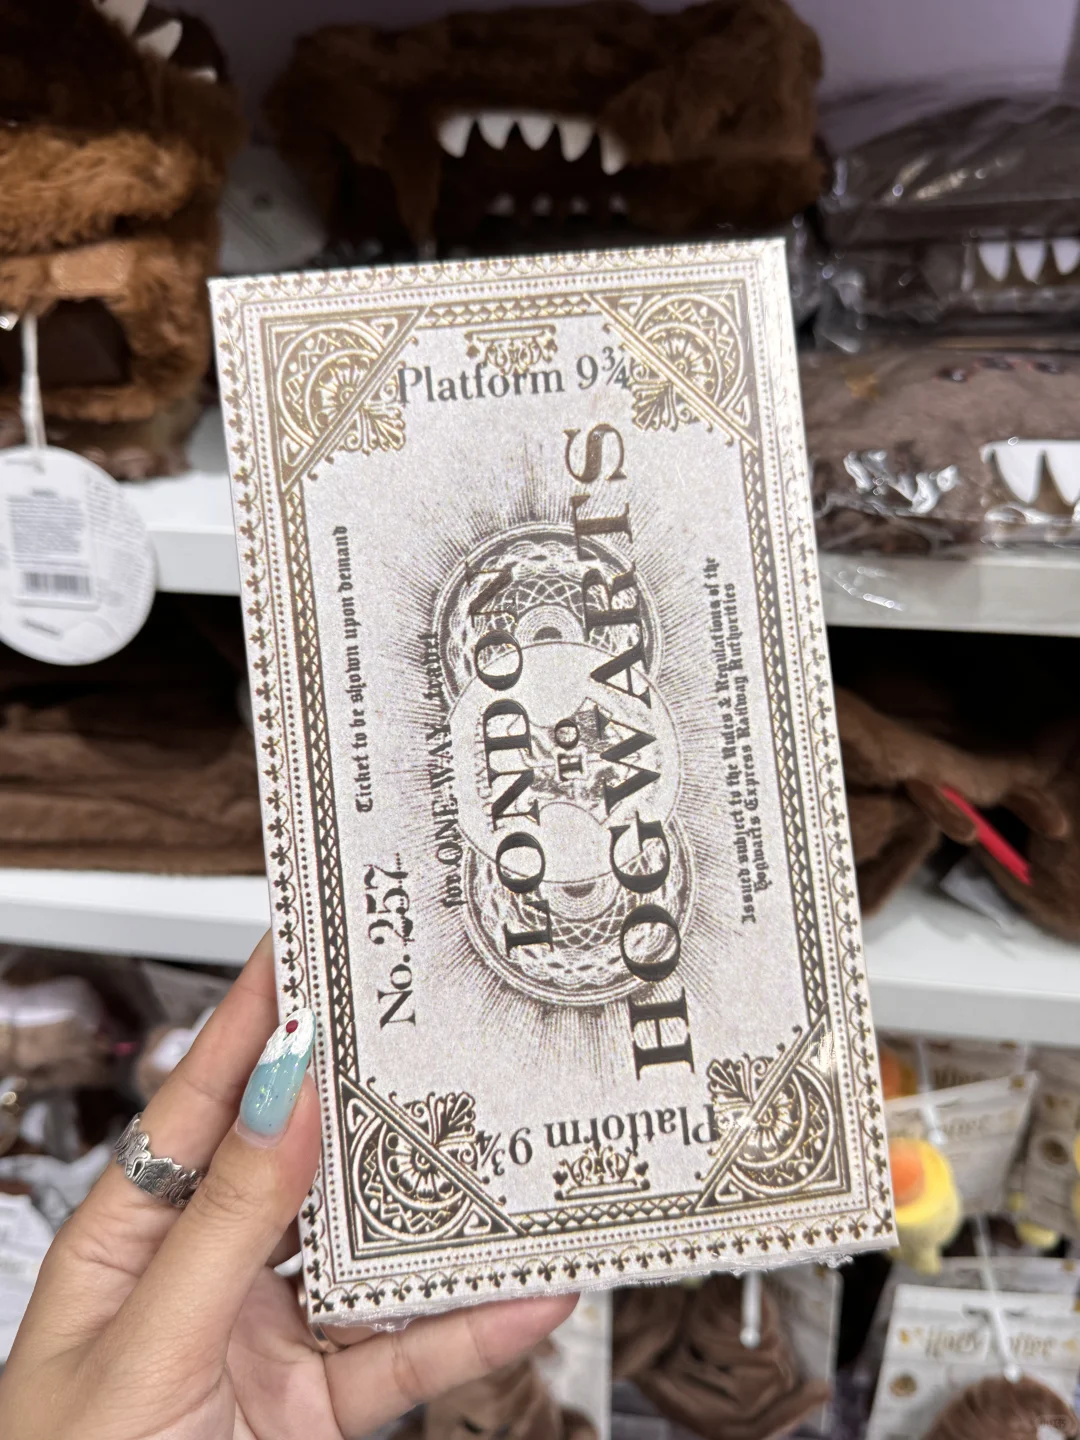 Platform 9¾
No. 257
Ticket to be shown upon demand
for ONE WAY travel
LONDON
TO
HOGWARTS
Issued subject to the Rules & Regulations of the
Hogwarts Express Railway Authorities
Platform 9¾